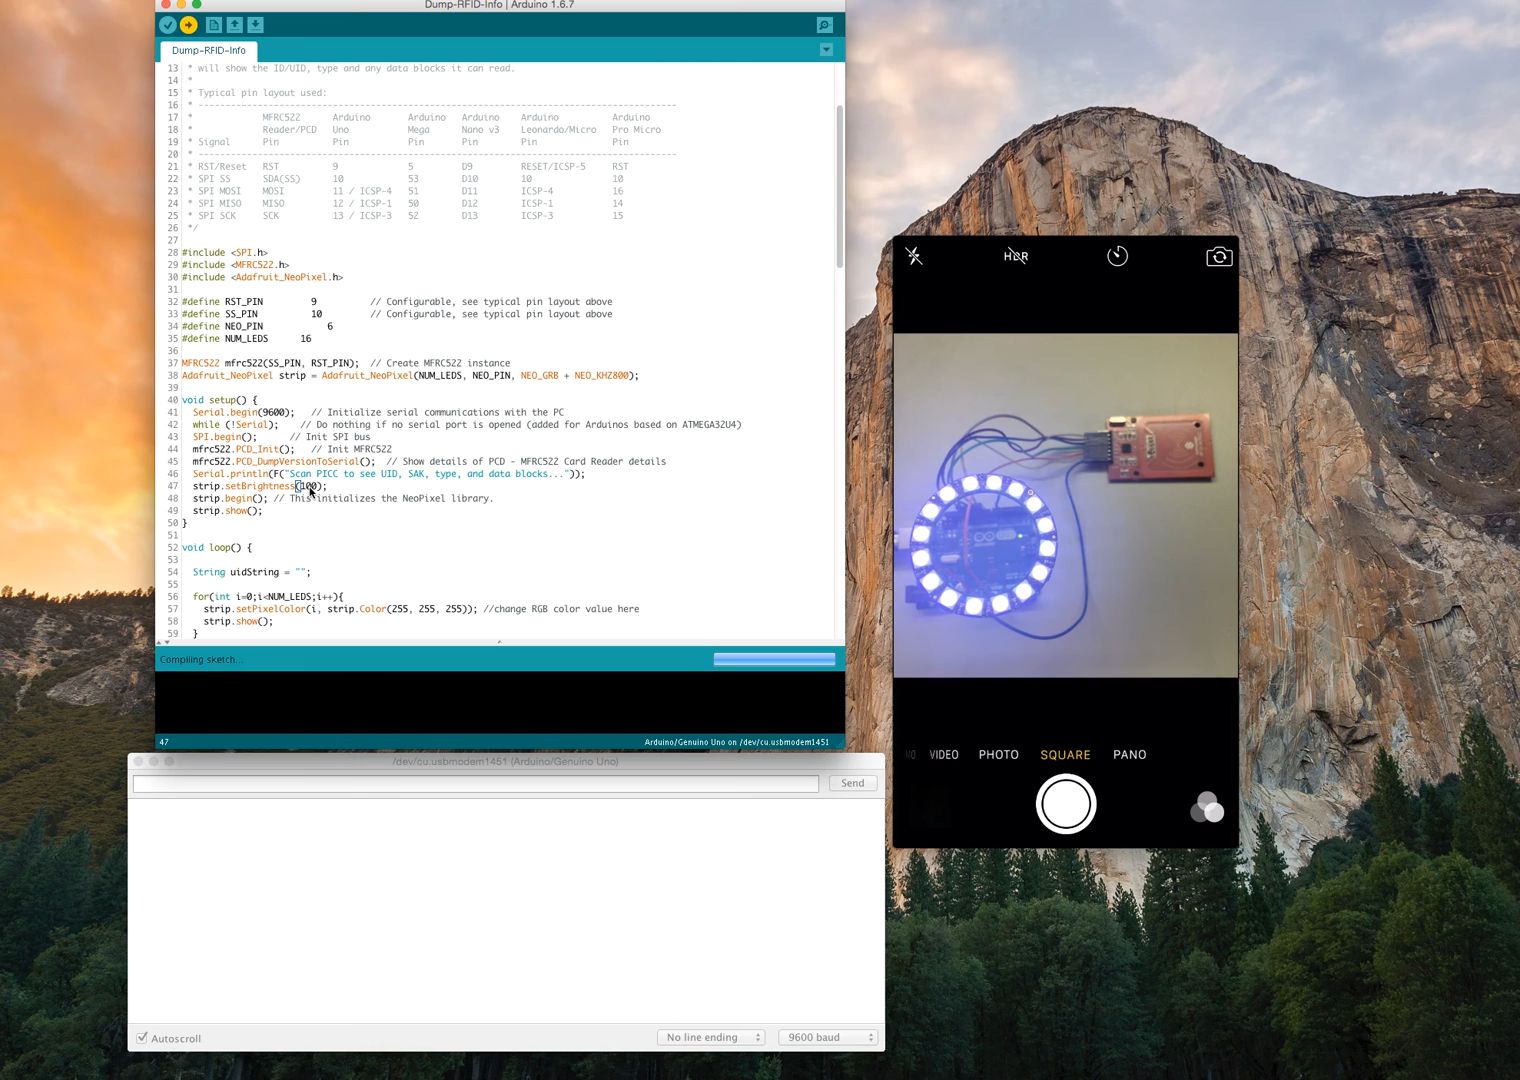 Dump-RFID-Info | Arduino 1.6.7
Dump-RFID-Info
13 * will show the ID/UID, type and any data blocks it can read.
14 *
15 * Typical pin layout used:
16 * -----------------------------------------------------------------------------------------
17 * MFRC522 Arduino Arduino Arduino Arduino Arduino
18 * Reader/PCD Uno Mega Nano v3 Leonardo/Micro Pro Micro
19 * Signal Pin Pin Pin Pin Pin Pin
20 * -----------------------------------------------------------------------------------------
21 * RST/Reset RST 9 5 D9 RESET/ICSP-5 RST
22 * SPI SS SDA(SS) 10 53 D10 10 10
23 * SPI MOSI MOSI 11 / ICSP-4 51 D11 ICSP-4 16
24 * SPI MISO MISO 12 / ICSP-1 50 D12 ICSP-1 14
25 * SPI SCK SCK 13 / ICSP-3 52 D13 ICSP-3 15
26 */
27
28 #include <SPI.h>
29 #include <MFRC522.h>
30 #include <Adafruit_NeoPixel.h>
31
32 #define RST_PIN 9 // Configurable, see typical pin layout above
33 #define SS_PIN 10 // Configurable, see typical pin layout above
34 #define NEO_PIN 6
35 #define NUM_LEDS 16
36
37 MFRC522 mfrc522(SS_PIN, RST_PIN); // Create MFRC522 instance
38 Adafruit_NeoPixel strip = Adafruit_NeoPixel(NUM_LEDS, NEO_PIN, NEO_GRB + NEO_KHZ800);
39
40 void setup() {
41 Serial.begin(9600); // Initialize serial communications with the PC
42 while (!Serial); // Do nothing if no serial port is opened (added for Arduinos based on ATMEGA32U4)
43 SPI.begin(); // Init SPI bus
44 mfrc522.PCD_Init(); // Init MFRC522
45 mfrc522.PCD_DumpVersionToSerial(); // Show details of PCD - MFRC522 Card Reader details
46 Serial.println(F("Scan PICC to see UID, SAK, type, and data blocks..."));
47 strip.setBrightness(100);
48 strip.begin(); // This initializes the NeoPixel library.
49 strip.show();
50 }
51
52 void loop() {
53
54 String uidString = "";
55
56 for(int i=0;i<NUM_LEDS;i++){
57 strip.setPixelColor(i, strip.Color(255, 255, 255)); //change RGB color value here
58 strip.show();
59 }
Compiling sketch...
47 Arduino/Genuino Uno on /dev/cu.usbmodem1451
/dev/cu.usbmodem1451 (Arduino/Genuino Uno)
Send
Autoscroll No line ending 9600 baud
HDR
VIDEO PHOTO SQUARE PANO